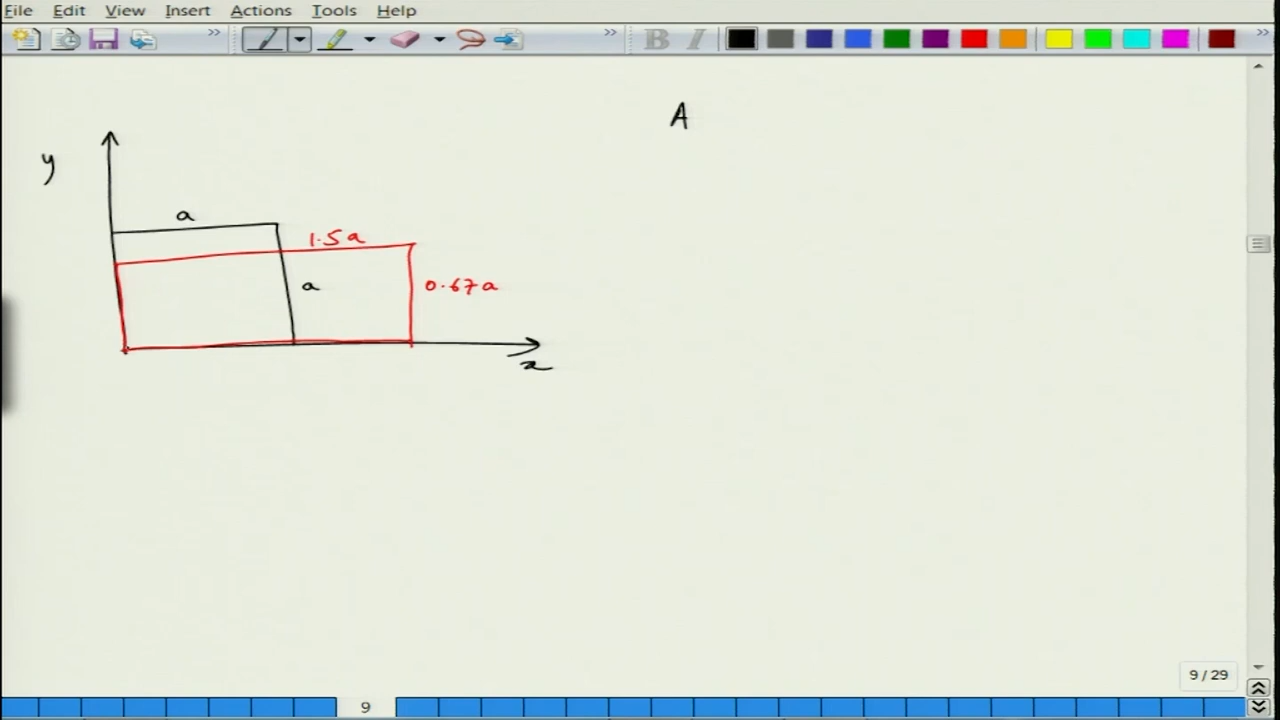 File Edit View Insert Actions Tools Help
B I
A
y
a
1.5a
a
0.67a
x
9 / 29
9